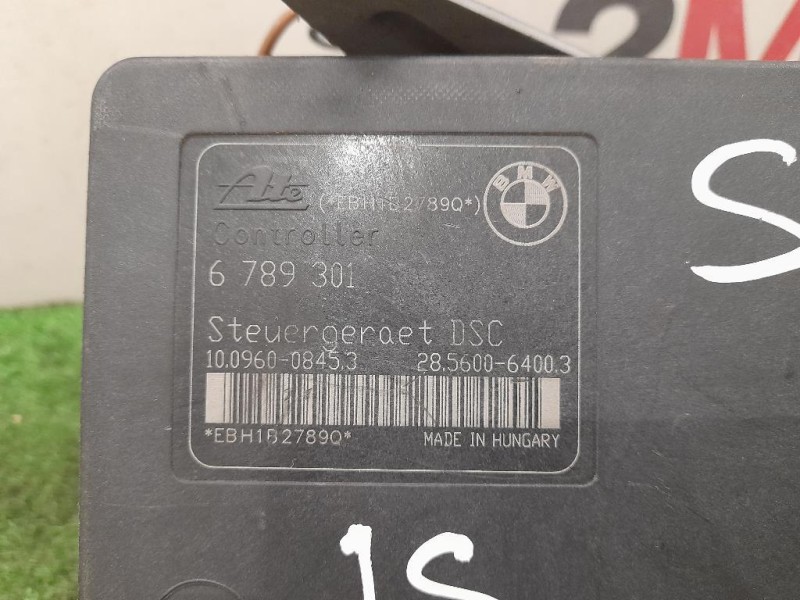 2M
Ate
(*EBH1B2789Q*)
BMW
Controller
6 789 301
Steuergeraet DSC
10.0960-0845.3 28.5600-6400.3
*EBH1B2789Q* MADE IN HUNGARY
S
1S